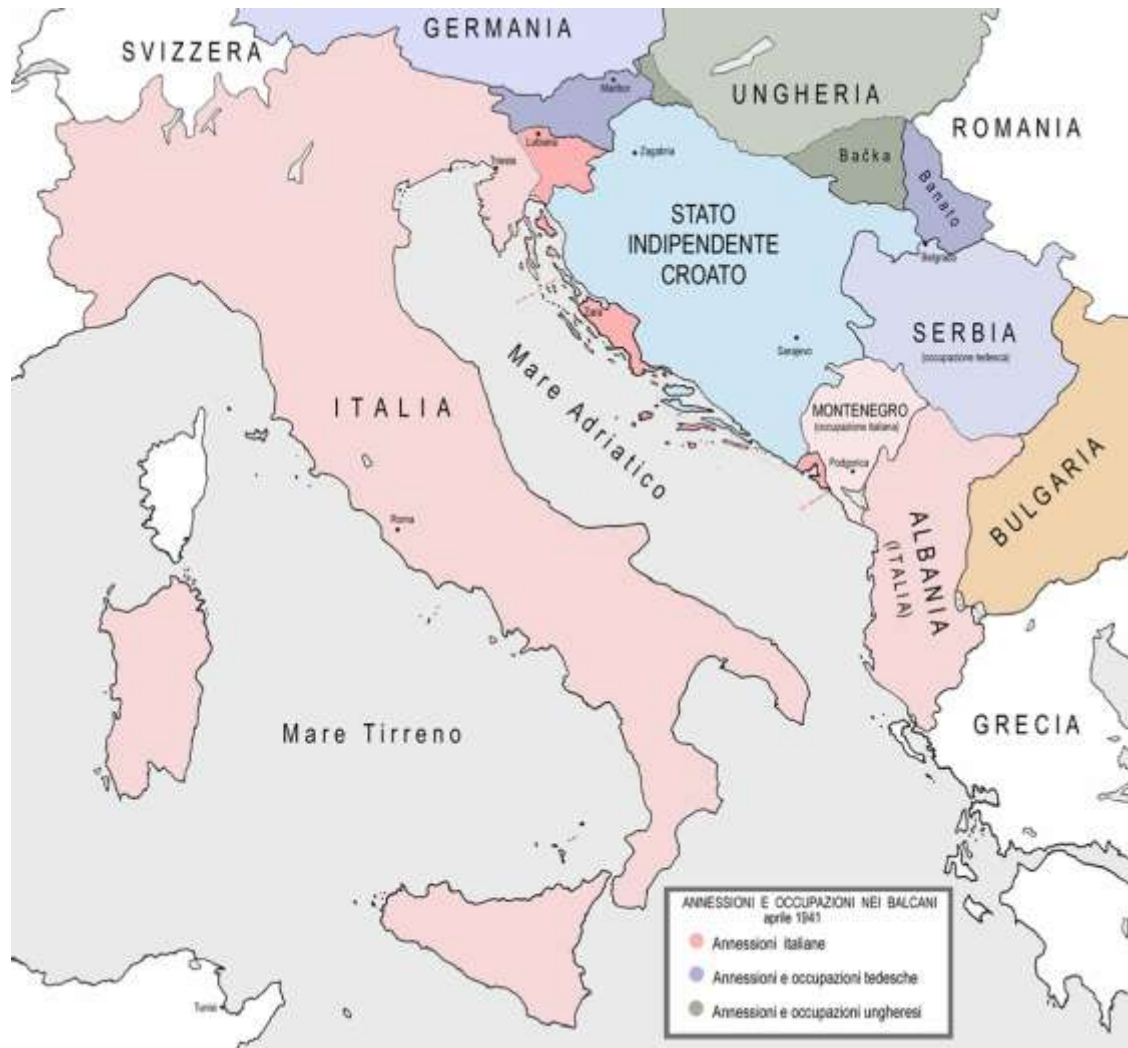 GERMANIA
SVIZZERA
Maribor
UNGHERIA
ROMANIA
Lubiana
Zagabria
Bačka
Trieste
Banato
STATO
INDIPENDENTE
CROATO
Belgrado
Zara
SERBIA
(occupazione tedesca)
Sarajevo
Mare Adriatico
ITALIA
MONTENEGRO
(occupazione italiana)
Podgorica
BULGARIA
Roma
ALBANIA
(ITALIA)
GRECIA
Mare Tirreno
ANNESSIONI E OCCUPAZIONI NEI BALCANI
aprile 1941
Annessioni italiane
Annessioni e occupazioni tedesche
Annessioni e occupazioni ungheresi
Tunisi